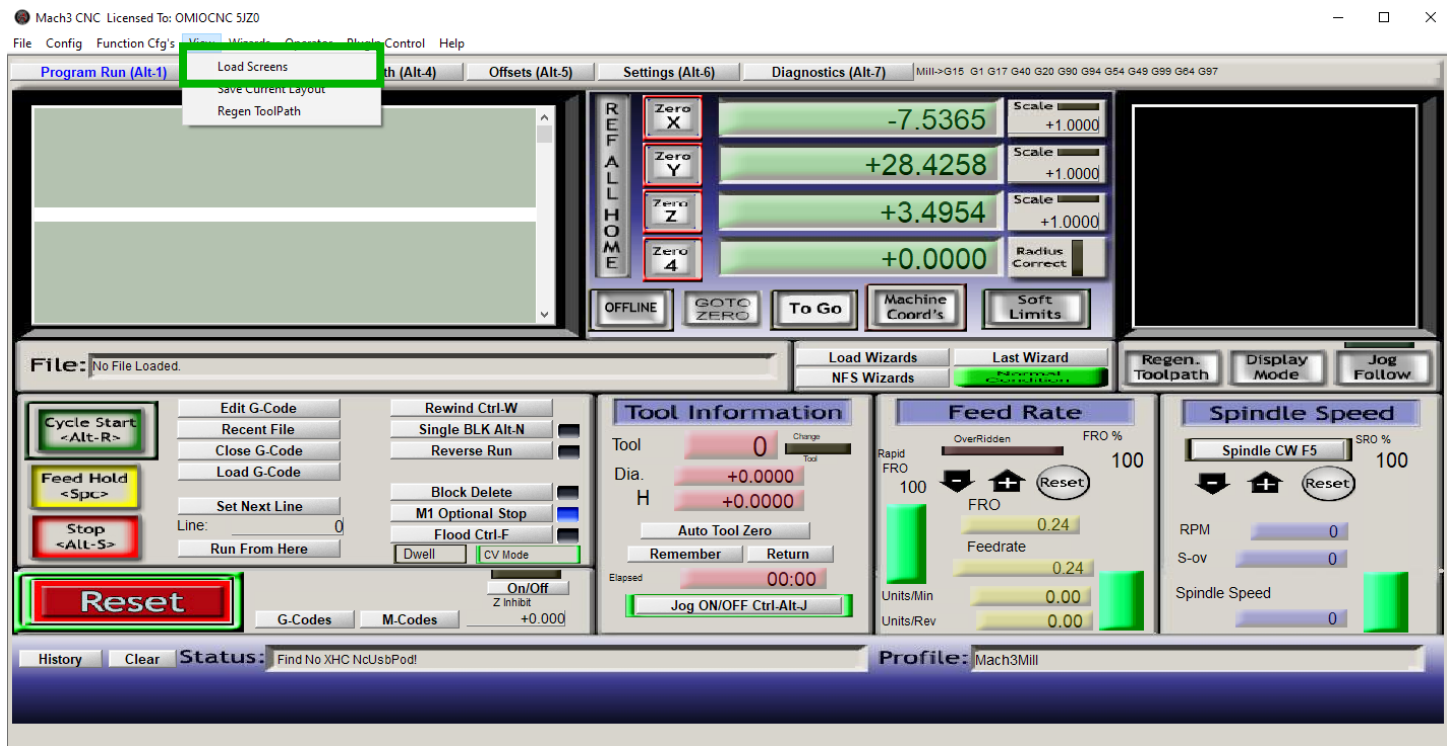 Mach3 CNC Licensed To: OMIOCNC 5JZ0
File Config Function Cfg's View Wizards Operator PlugIn Control Help
Load Screens
Save Current Layout
Regen ToolPath
Program Run (Alt-1)
th (Alt-4)
Offsets (Alt-5)
Settings (Alt-6)
Diagnostics (Alt-7)
Mill->G15 G1 G17 G40 G20 G90 G94 G54 G49 G99 G64 G97
REF ALL HOME
Zero X
-7.5365
Scale
+1.0000
Zero Y
+28.4258
Scale
+1.0000
Zero Z
+3.4954
Scale
+1.0000
Zero 4
+0.0000
Radius Correct
OFFLINE
GOTO ZERO
To Go
Machine Coord's
Soft Limits
File: No File Loaded.
Load Wizards
Last Wizard
NFS Wizards
Normal Condition
Regen. Toolpath
Display Mode
Jog Follow
Cycle Start <Alt-R>
Feed Hold <Spc>
Stop <Alt-S>
Edit G-Code
Recent File
Close G-Code
Load G-Code
Set Next Line
Line: 0
Run From Here
Rewind Ctrl-W
Single BLK Alt-N
Reverse Run
Block Delete
M1 Optional Stop
Flood Ctrl-F
Dwell
CV Mode
Reset
G-Codes
M-Codes
On/Off
Z Inhibit
+0.000
Tool Information
Tool 0
Change
Tool
Dia. +0.0000
H +0.0000
Auto Tool Zero
Remember
Return
Elapsed 00:00
Jog ON/OFF Ctrl-Alt-J
Feed Rate
OverRidden
FRO %
100
Rapid
FRO
100
Reset
FRO
0.24
Feedrate
0.24
Units/Min 0.00
Units/Rev 0.00
Spindle Speed
Spindle CW F5
SRO %
100
Reset
RPM 0
S-ov 0
Spindle Speed
0
History
Clear
Status: Find No XHC NcUsbPod!
Profile: Mach3Mill